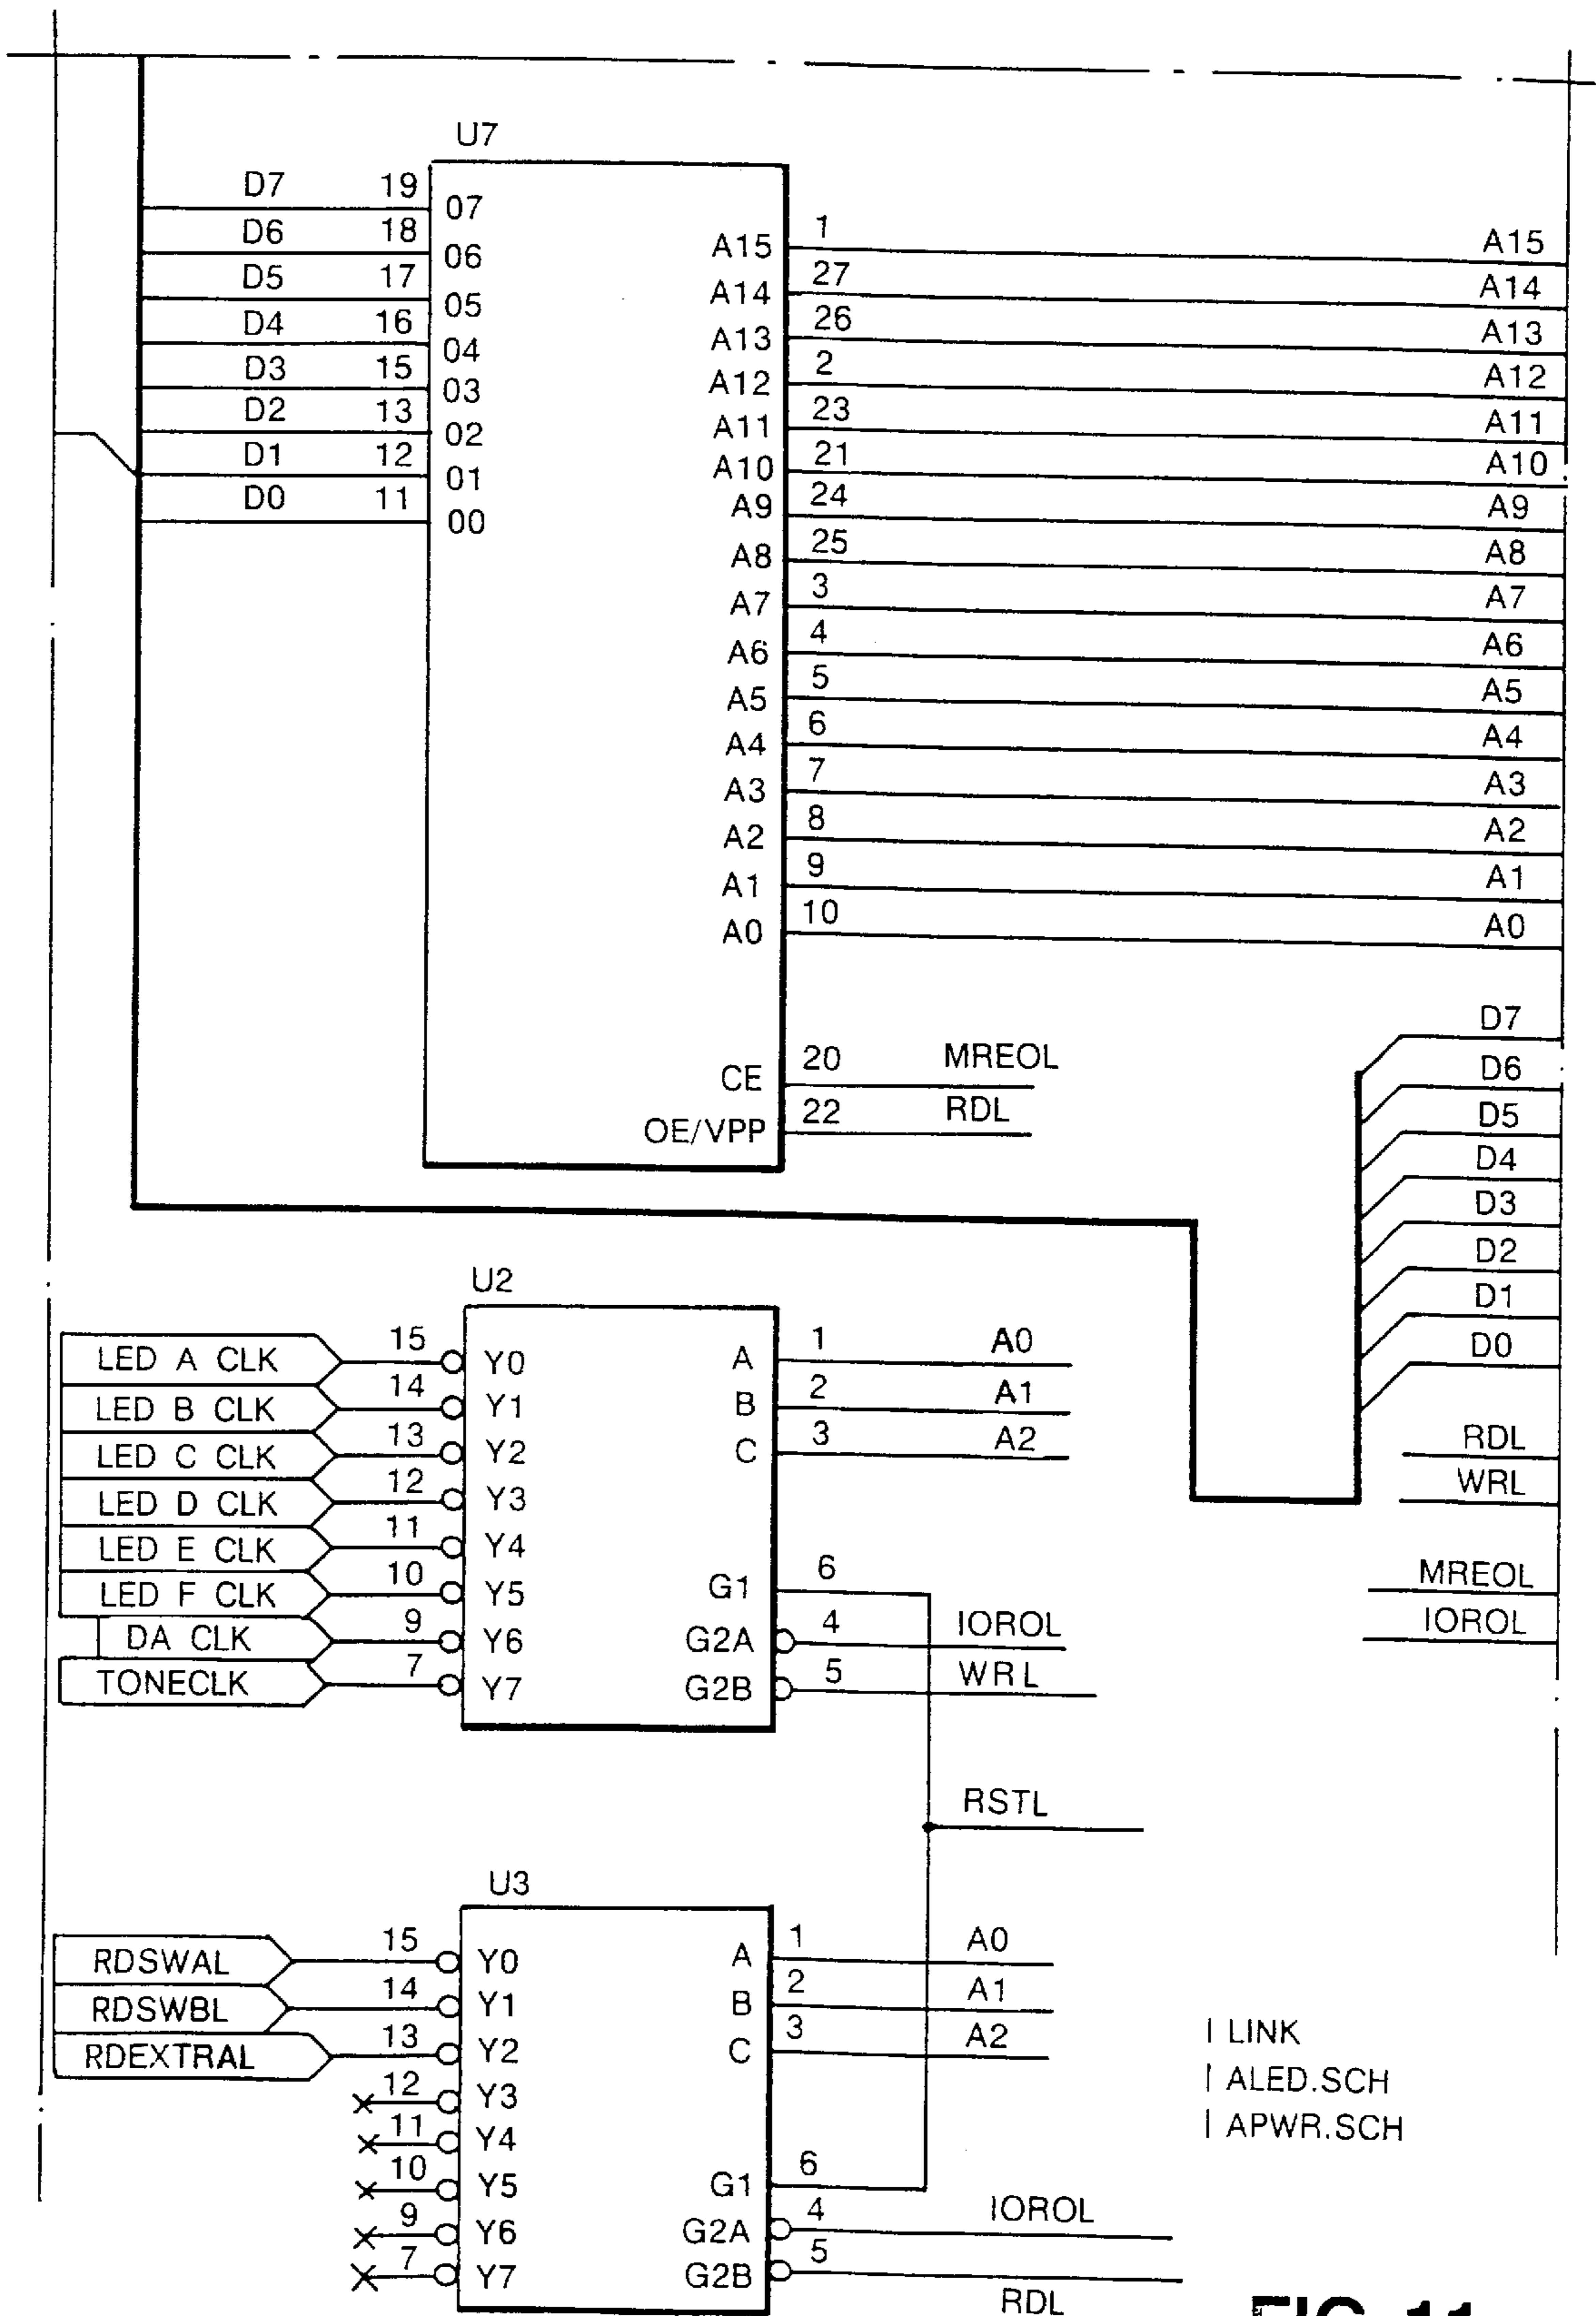 U7
D7 19 07
D6 18 06
D5 17 05
D4 16 04
D3 15 03
D2 13 02
D1 12 01
D0 11 00
A15 1 A15
A14 27 A14
A13 26 A13
A12 2 A12
A11 23 A11
A10 21 A10
A9 24 A9
A8 25 A8
A7 3 A7
A6 4 A6
A5 5 A5
A4 6 A4
A3 7 A3
A2 8 A2
A1 9 A1
A0 10 A0
CE 20 MREOL
OE/VPP 22 RDL
D7
D6
D5
D4
D3
D2
D1
D0
RDL
WRL
MREOL
IOROL
U2
LED A CLK 15 Y0 A 1 A0
LED B CLK 14 Y1 B 2 A1
LED C CLK 13 Y2 C 3 A2
LED D CLK 12 Y3
LED E CLK 11 Y4
LED F CLK 10 Y5 G1 6
DA CLK 9 Y6 G2A 4 IOROL
TONECLK 7 Y7 G2B 5 WRL
RSTL
U3
RDSWAL 15 Y0 A 1 A0
RDSWBL 14 Y1 B 2 A1
RDEXTRAL 13 Y2 C 3 A2
12 Y3
11 Y4
10 Y5 G1 6
9 Y6 G2A 4 IOROL
7 Y7 G2B 5 RDL
| LINK
| ALED.SCH
| APWR.SCH